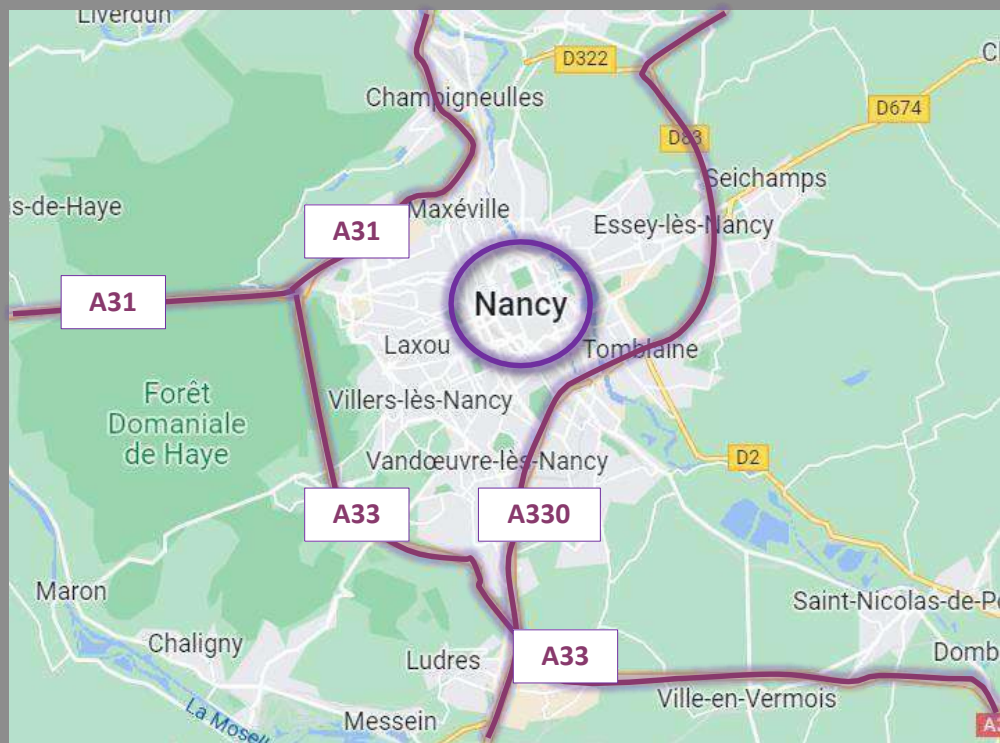 Liverdun
D322
Champigneulles
D674
D83
Seichamps
is-de-Haye
Maxéville
A31
Essey-lès-Nancy
A31
Nancy
Laxou
Tomblaine
Forêt
Domaniale
de Haye
Villers-lès-Nancy
Vandœuvre-lès-Nancy
D2
A33
A330
Maron
Saint-Nicolas-de-Po
Chaligny
Ludres
A33
Domb
Ville-en-Vermois
La Mosell
Messein